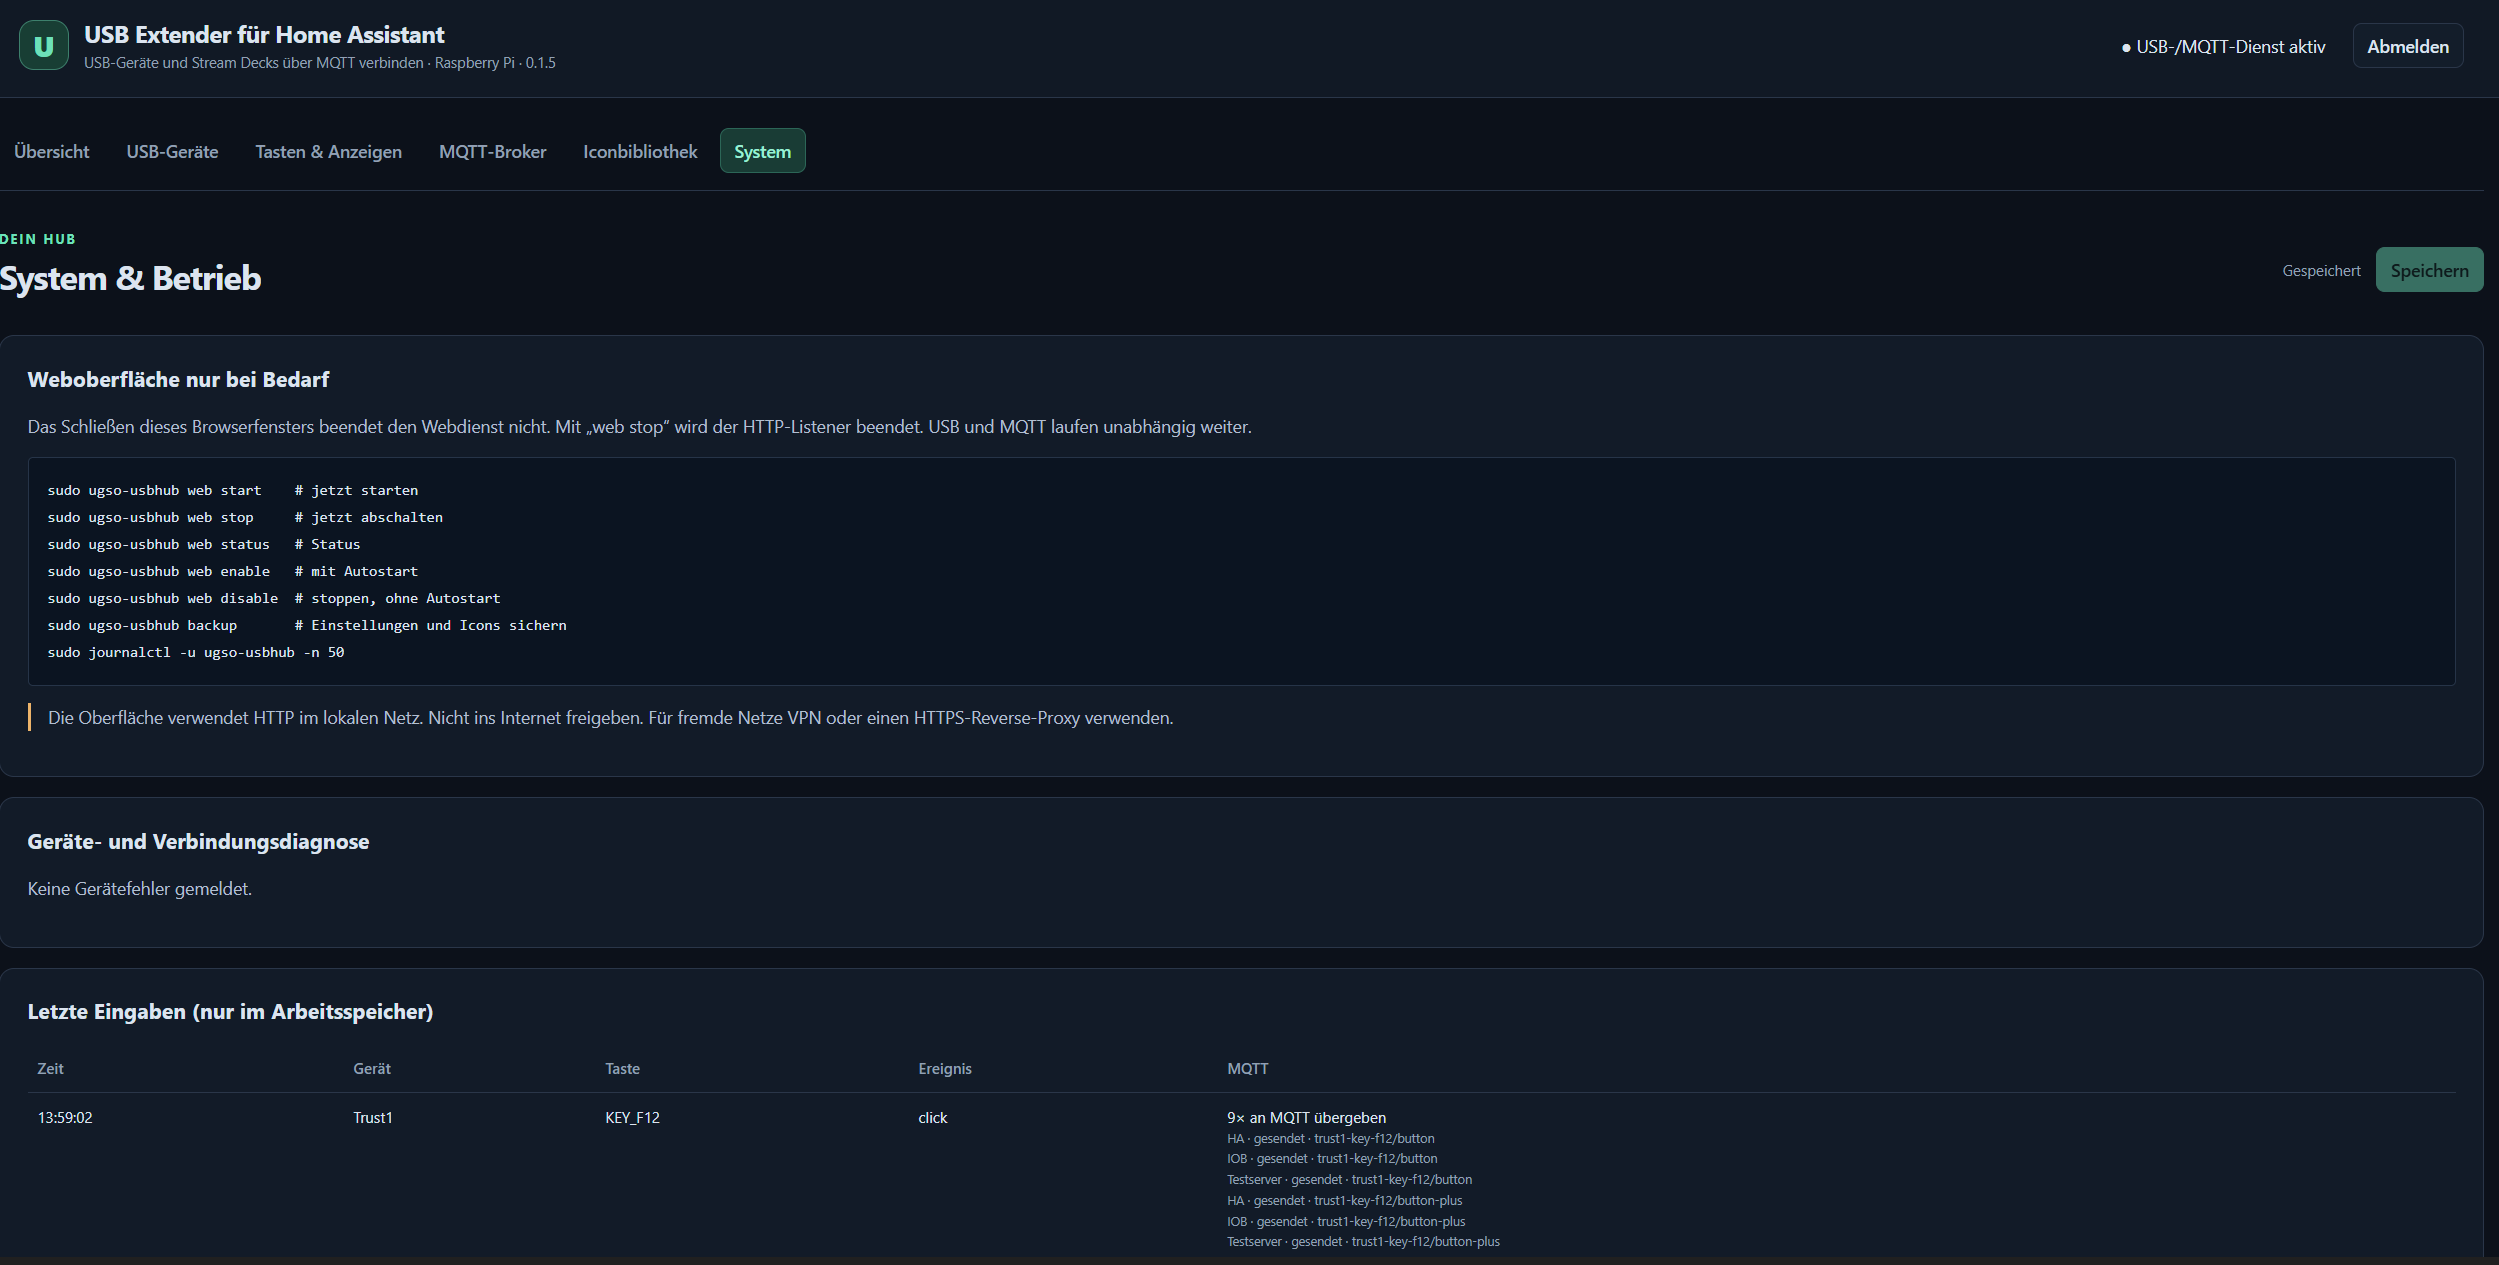 U
USB Extender für Home Assistant
USB-Geräte und Stream Decks über MQTT verbinden · Raspberry Pi · 0.1.5
● USB-/MQTT-Dienst aktiv
Abmelden
Übersicht USB-Geräte Tasten & Anzeigen MQTT-Broker Iconbibliothek System
DEIN HUB
System & Betrieb
Gespeichert Speichern
Weboberfläche nur bei Bedarf
Das Schließen dieses Browserfensters beendet den Webdienst nicht. Mit „web stop“ wird der HTTP-Listener beendet. USB und MQTT laufen unabhängig weiter.
sudo ugso-usbhub web start    # jetzt starten
sudo ugso-usbhub web stop     # jetzt abschalten
sudo ugso-usbhub web status   # Status
sudo ugso-usbhub web enable   # mit Autostart
sudo ugso-usbhub web disable  # stoppen, ohne Autostart
sudo ugso-usbhub backup       # Einstellungen und Icons sichern
sudo journalctl -u ugso-usbhub -n 50
Die Oberfläche verwendet HTTP im lokalen Netz. Nicht ins Internet freigeben. Für fremde Netze VPN oder einen HTTPS-Reverse-Proxy verwenden.
Geräte- und Verbindungsdiagnose
Keine Gerätefehler gemeldet.
Letzte Eingaben (nur im Arbeitsspeicher)
Zeit Gerät Taste Ereignis MQTT
13:59:02 Trust1 KEY_F12 click 9× an MQTT übergeben
HA · gesendet · trust1-key-f12/button
IOB · gesendet · trust1-key-f12/button
Testserver · gesendet · trust1-key-f12/button
HA · gesendet · trust1-key-f12/button-plus
IOB · gesendet · trust1-key-f12/button-plus
Testserver · gesendet · trust1-key-f12/button-plus